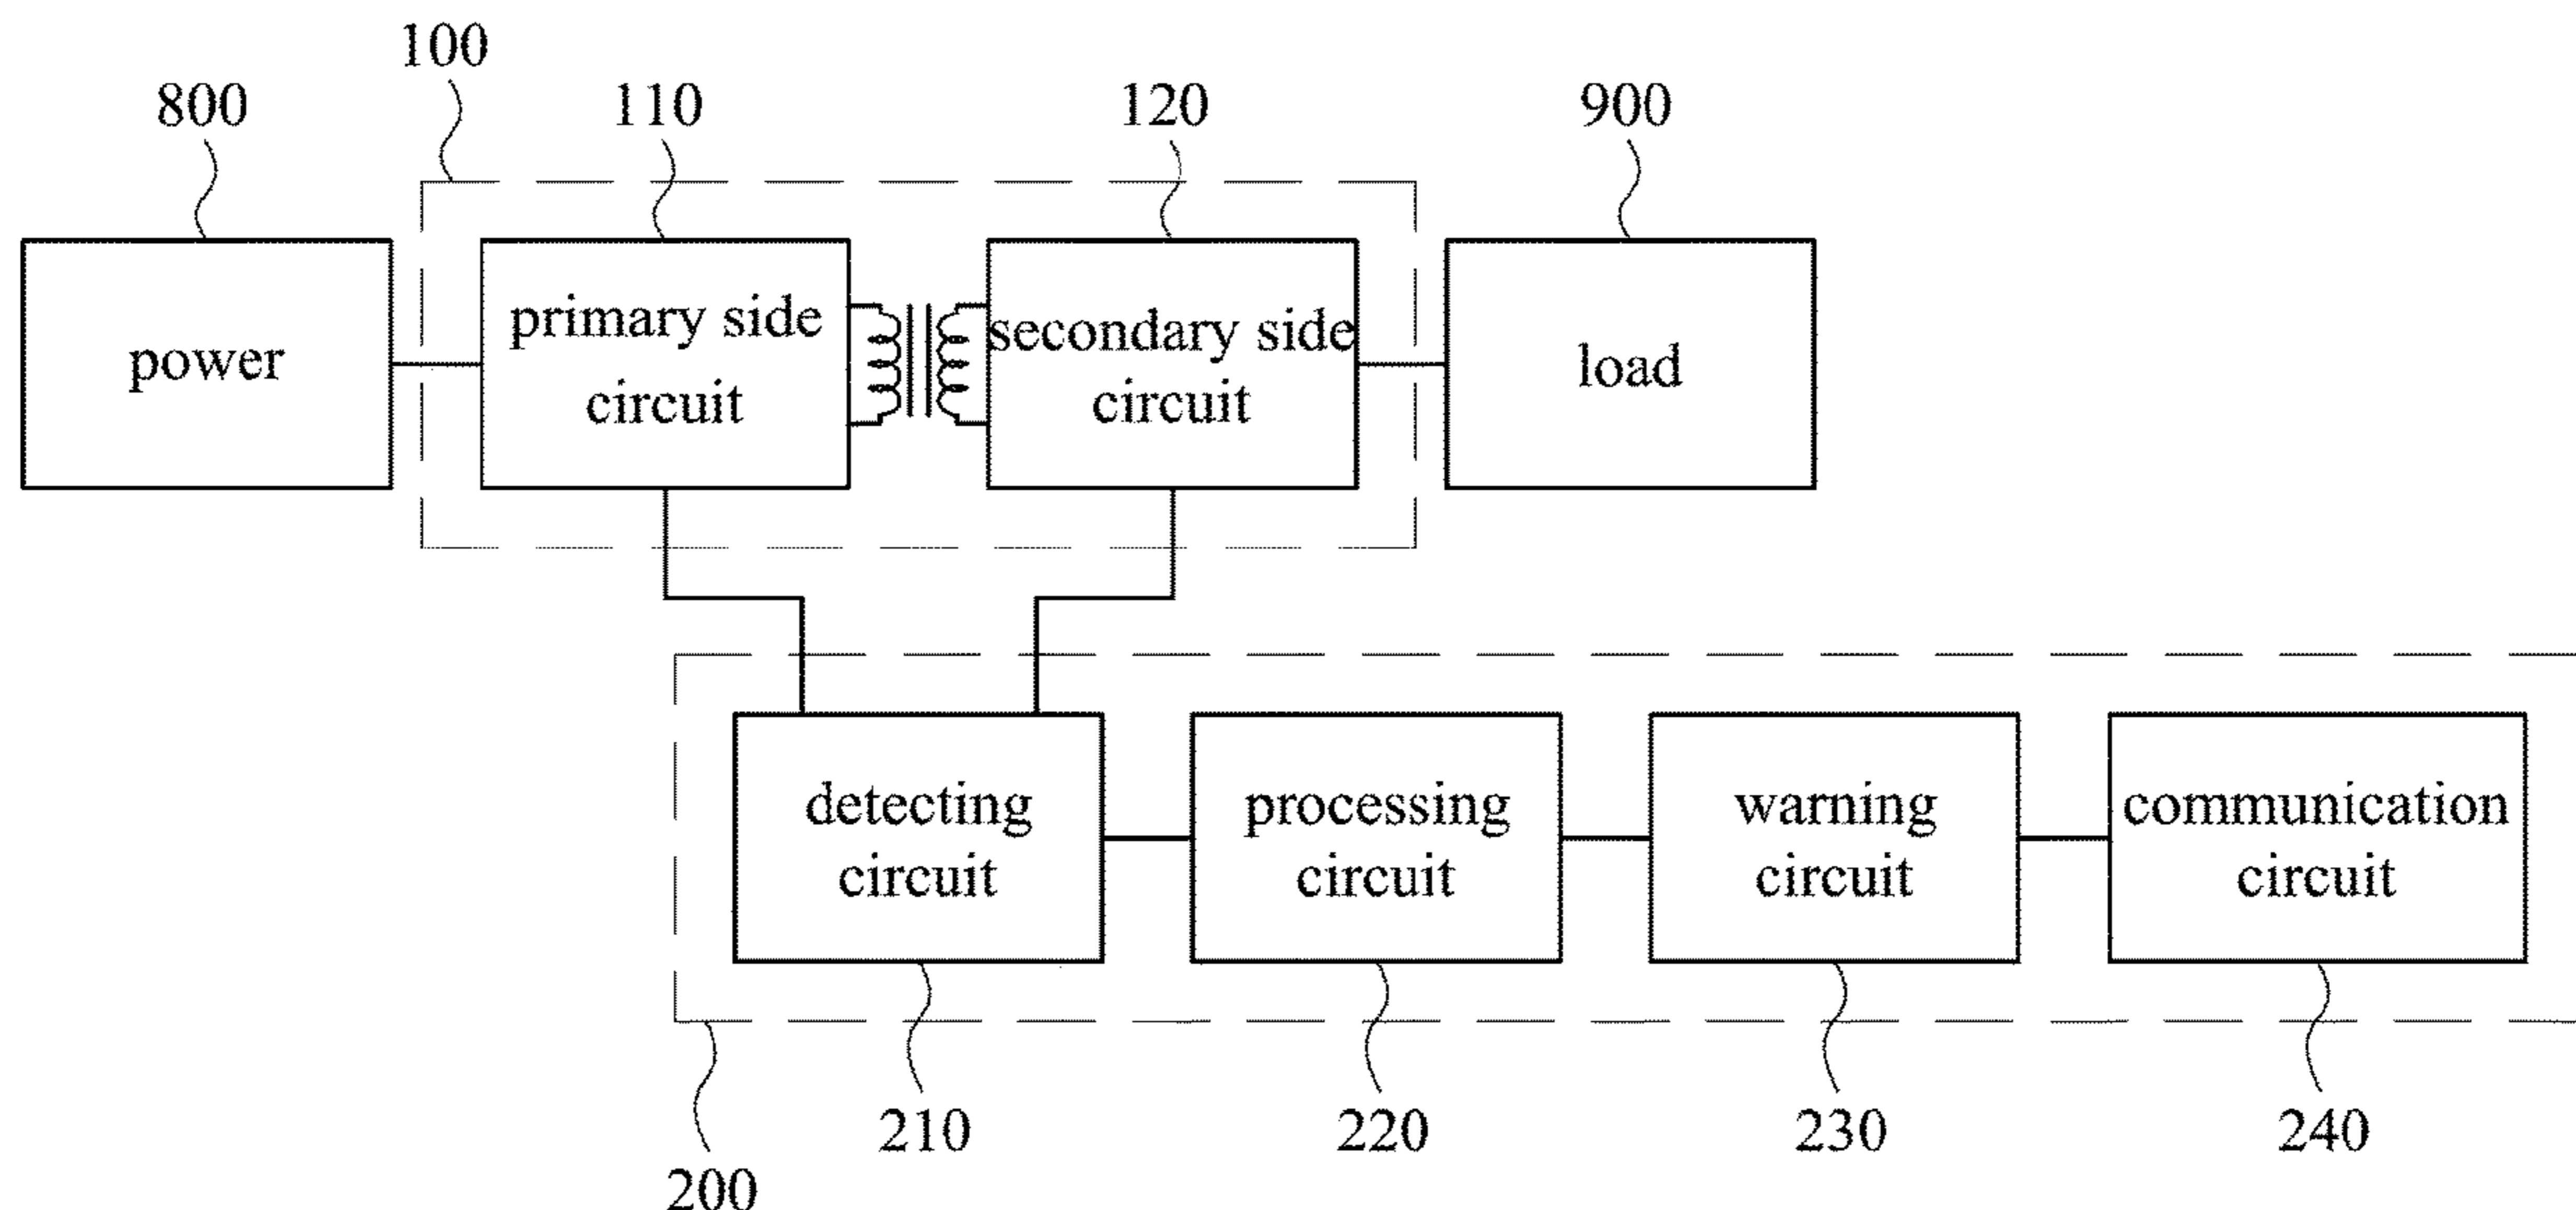 100
800
110
120
900
power
primary side
circuit
secondary side
circuit
load
detecting
circuit
processing
circuit
warning
circuit
communication
circuit
210
220
230
240
200